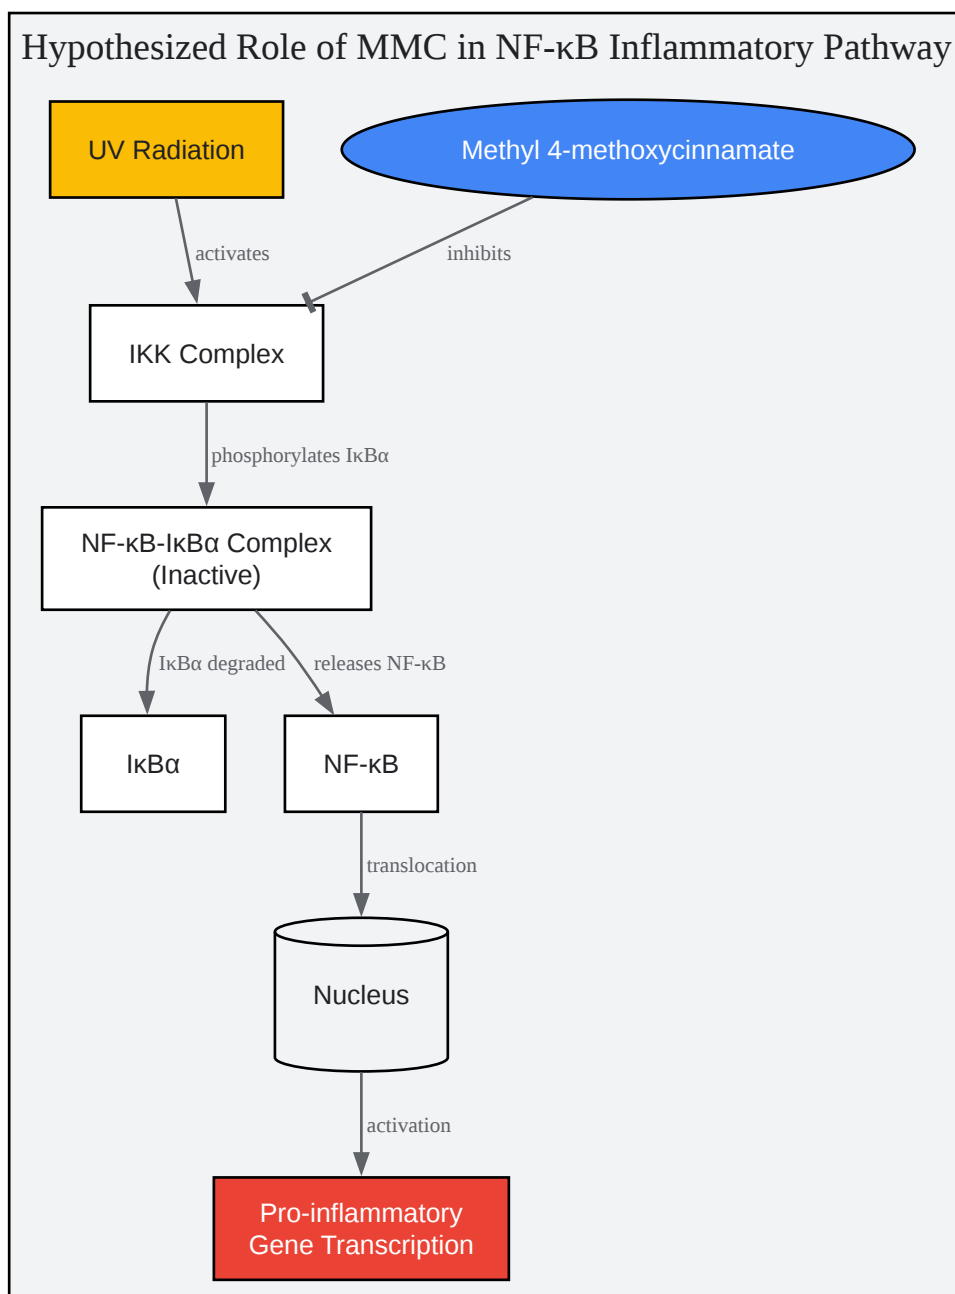 Hypothesized Role of MMC in NF-κB Inflammatory Pathway
UV Radiation
Methyl 4-methoxycinnamate
activates
inhibits
IKK Complex
phosphorylates IκBα
NF-κB-IκBα Complex
(Inactive)
IκBα degraded
releases NF-κB
IκBα
NF-κB
translocation
Nucleus
activation
Pro-inflammatory
Gene Transcription